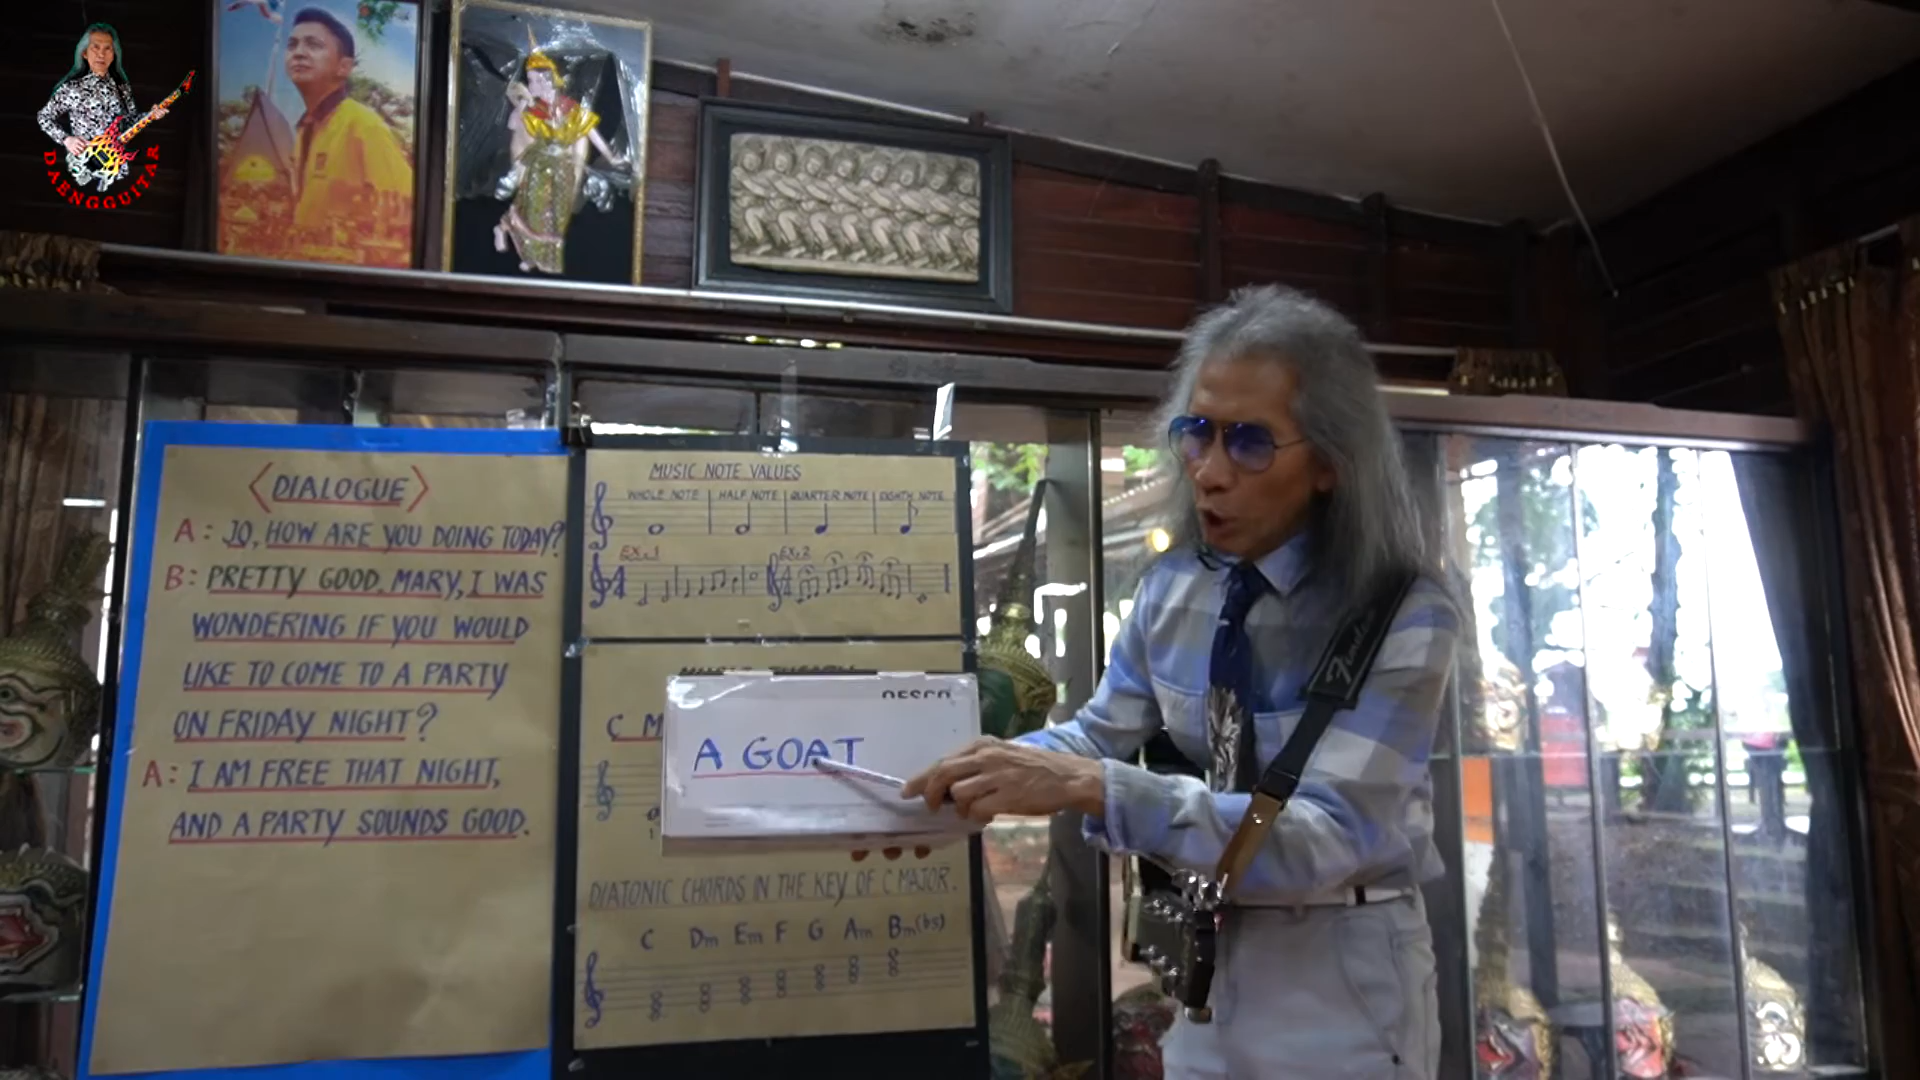 DAENGGUITAR
<DIALOGUE>
A: JO, HOW ARE YOU DOING TODAY?
B: PRETTY GOOD. MARY, I WAS
WONDERING IF YOU WOULD
LIKE TO COME TO A PARTY
ON FRIDAY NIGHT?
A: I AM FREE THAT NIGHT,
AND A PARTY SOUNDS GOOD.
MUSIC NOTE VALUES
WHOLE NOTE HALF NOTE QUARTER NOTE EIGHTH NOTE
EX.1 EX.2
C M
A GOAT
DIATONIC CHORDS IN THE KEY OF C MAJOR.
C Dm Em F G Am Bm(b5)
Fender